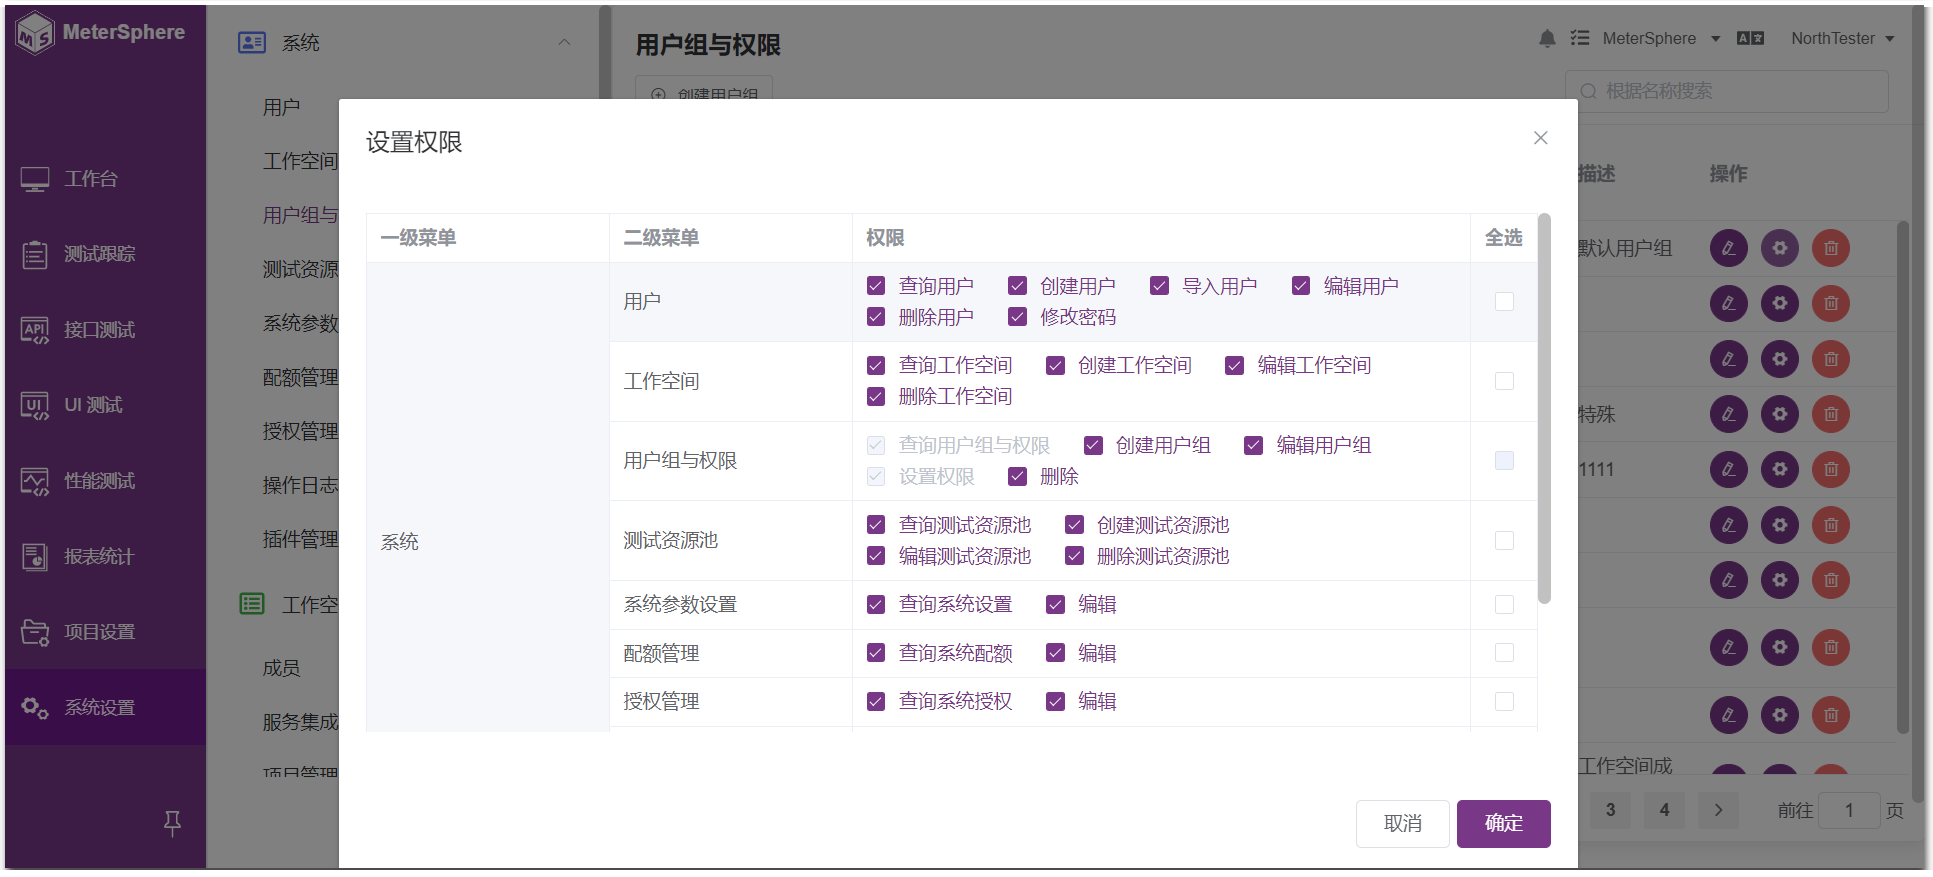 MeterSphere
工作台
测试跟踪
API 接口测试
UI UI 测试
性能测试
报表统计
项目设置
系统设置
系统
用户
工作空间
用户组与
测试资源
系统参数
配额管理
授权管理
操作日志
插件管理
工作空
成员
服务集成
项目管理
用户组与权限
MeterSphere
NorthTester
创建用户组
根据名称搜索
描述 操作
默认用户组
特殊
1111
工作空间成
3 4 前往 1 页
设置权限
一级菜单 二级菜单 权限 全选
系统
用户
查询用户 创建用户 导入用户 编辑用户
删除用户 修改密码
工作空间
查询工作空间 创建工作空间 编辑工作空间
删除工作空间
用户组与权限
查询用户组与权限 创建用户组 编辑用户组
设置权限 删除
测试资源池
查询测试资源池 创建测试资源池
编辑测试资源池 删除测试资源池
系统参数设置 查询系统设置 编辑
配额管理 查询系统配额 编辑
授权管理 查询系统授权 编辑
取消 确定